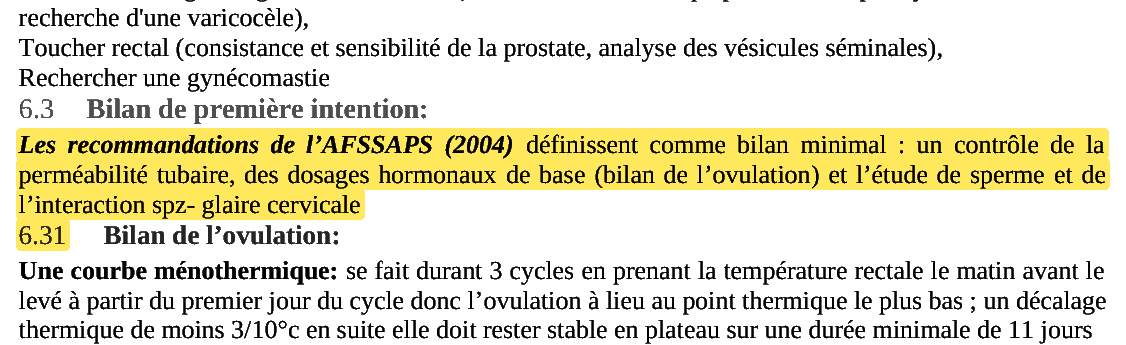 recherche d'une varicocèle),
Toucher rectal (consistance et sensibilité de la prostate, analyse des vésicules séminales),
Rechercher une gynécomastie
6.3 Bilan de première intention:
Les recommandations de l’AFSSAPS (2004) définissent comme bilan minimal : un contrôle de la
perméabilité tubaire, des dosages hormonaux de base (bilan de l’ovulation) et l’étude de sperme et de
l’interaction spz- glaire cervicale
6.31 Bilan de l’ovulation:
Une courbe ménothermique: se fait durant 3 cycles en prenant la température rectale le matin avant le
levé à partir du premier jour du cycle donc l’ovulation à lieu au point thermique le plus bas ; un décalage
thermique de moins 3/10°c en suite elle doit rester stable en plateau sur une durée minimale de 11 jours